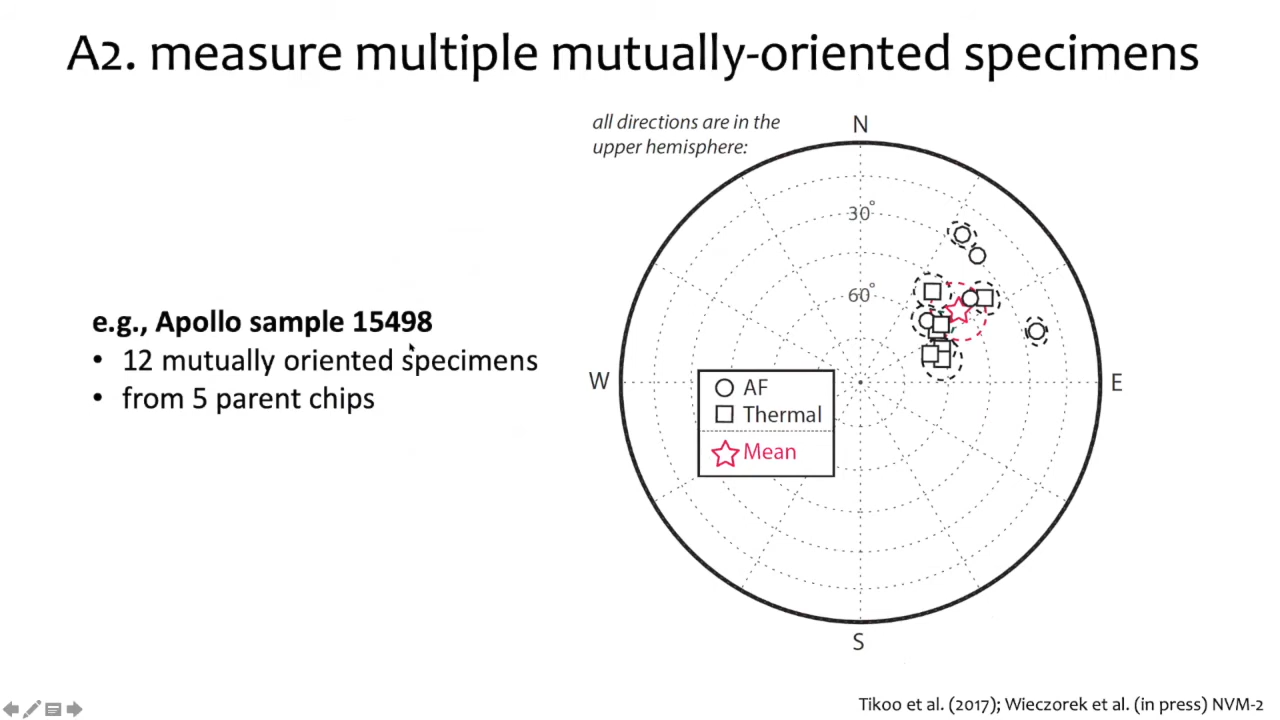 A2. measure multiple mutually-oriented specimens
all directions are in the
upper hemisphere:
N
30°
60°
W
E
S
AF
Thermal
Mean
e.g., Apollo sample 15498
• 12 mutually oriented specimens
• from 5 parent chips
Tikoo et al. (2017); Wieczorek et al. (in press) NVM-2